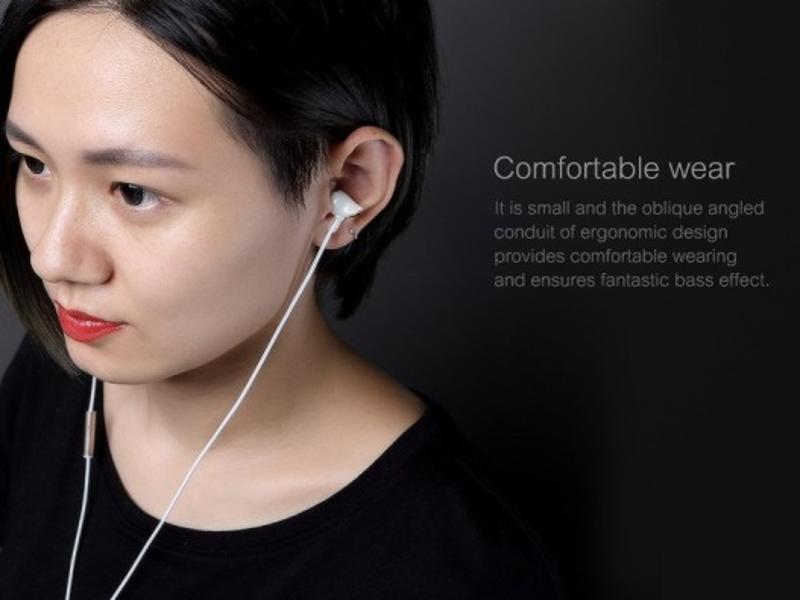 Comfortable wear
It is small and the oblique angled
conduit of ergonomic design
provides comfortable wearing
and ensures fantastic bass effect.